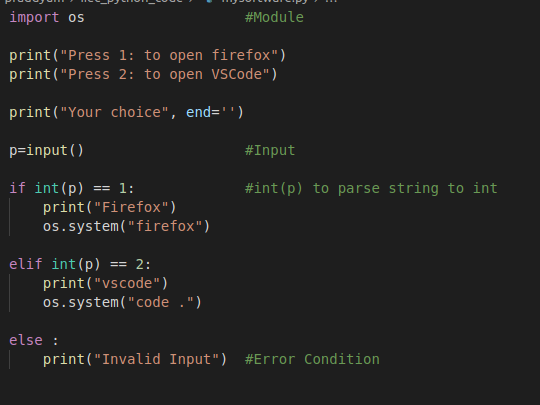 import os #Module
print("Press 1: to open firefox")
print("Press 2: to open VSCode")
print("Your choice", end='')
p=input() #Input
if int(p) == 1: #int(p) to parse string to int
print("Firefox")
os.system("firefox")
elif int(p) == 2:
print("vscode")
os.system("code .")
else :
print("Invalid Input") #Error Condition